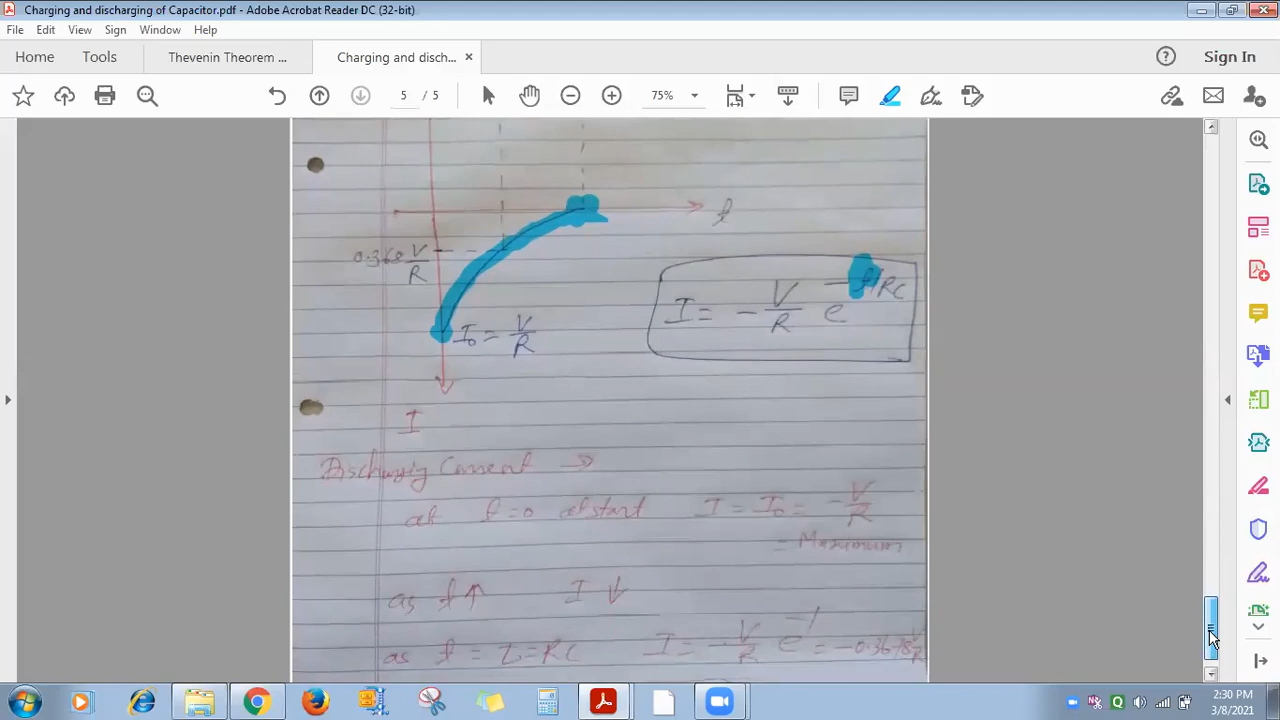 Charging and discharging of Capacitor.pdf - Adobe Acrobat Reader DC (32-bit)
File Edit View Sign Window Help
Home Tools Thevenin Theorem ... Charging and disch... × Sign In
5 / 5 75%
t
0.368 V/R
I = - V/R e^-t/RC
I₀ = V/R
I
Discharging Current →
at t=0 at start I = I₀ = - V/R
= Maximum
as t↑ I ↓
as t = τ = RC I = - V/R e^-1 = -0.3678 V/R
2:30 PM
3/8/2021